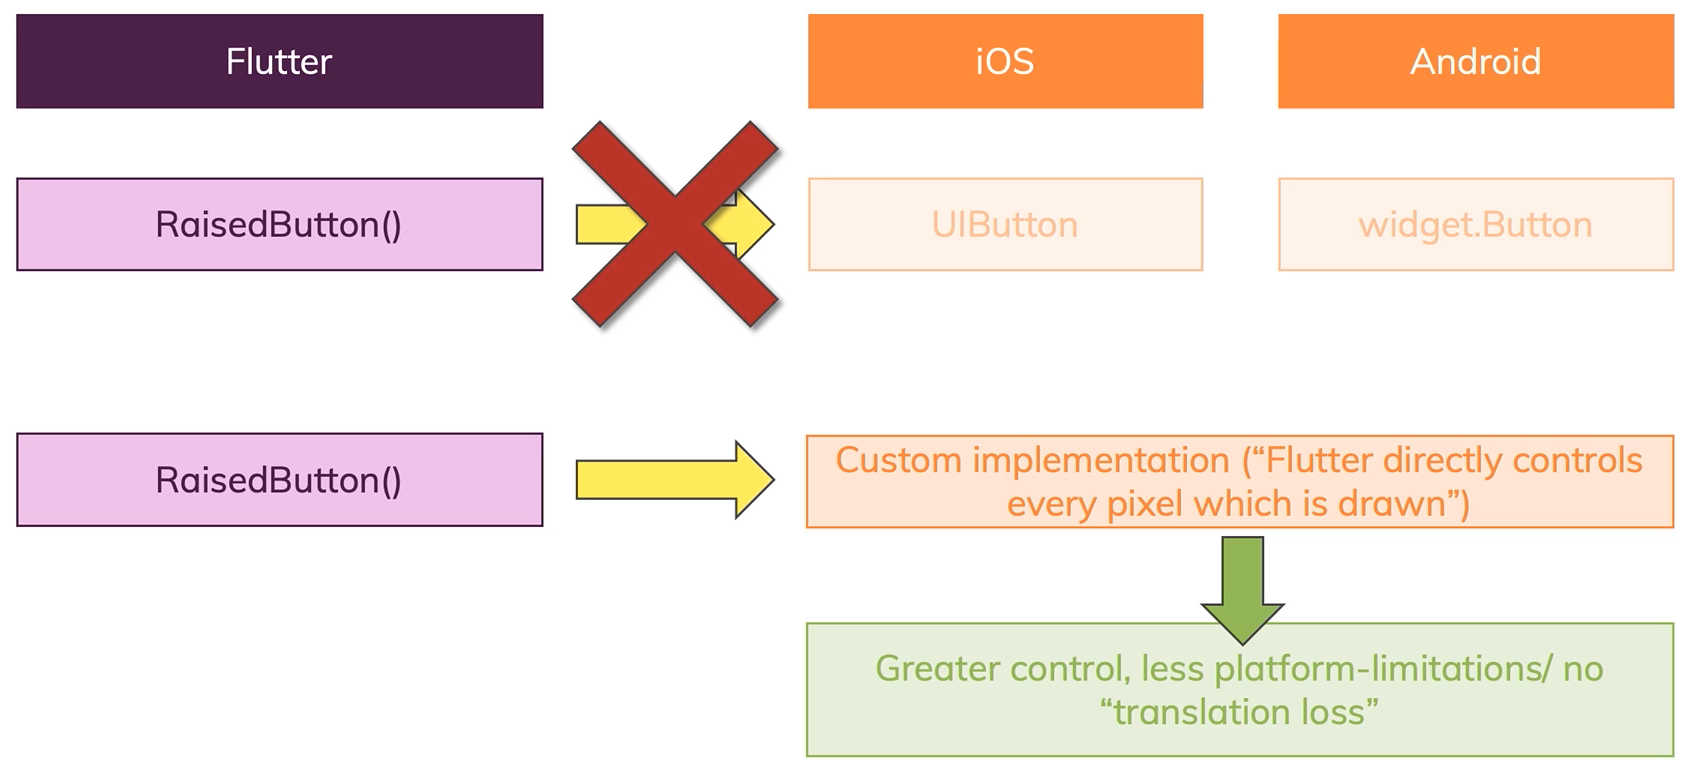 Flutter
iOS
Android
RaisedButton()
UIButton
widget.Button
RaisedButton()
Custom implementation (“Flutter directly controls
every pixel which is drawn”)
Greater control, less platform-limitations/ no
“translation loss”